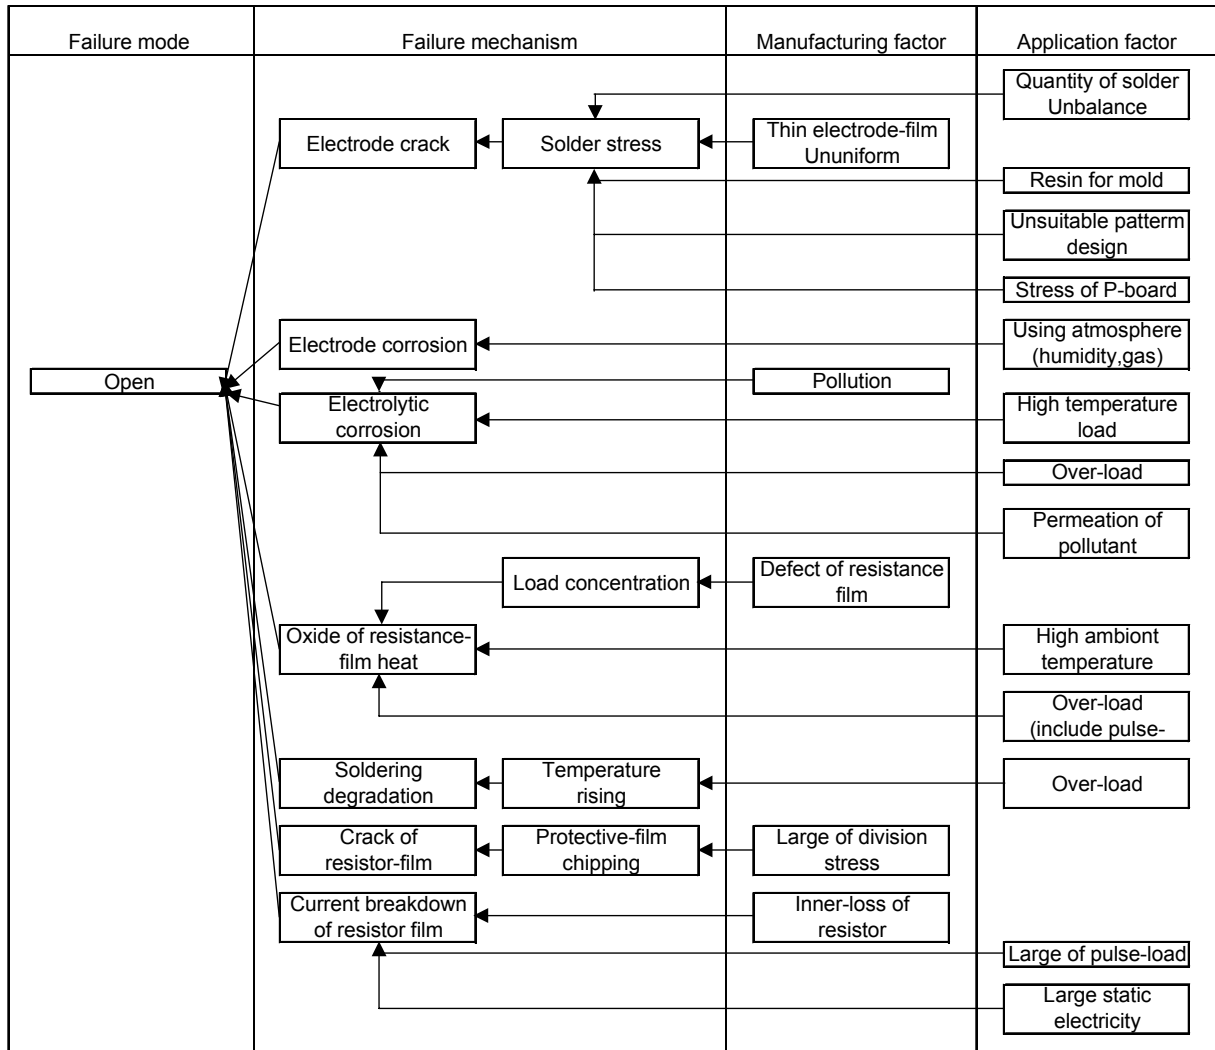 Failure mode
Failure mechanism
Manufacturing factor
Application factor
Quantity of solder
Unbalance
Electrode crack
Solder stress
Thin electrode-film
Ununiform
Resin for mold
Unsuitable patterm
design
Stress of P-board
Electrode corrosion
Using atmosphere
(humidity,gas)
Open
Pollution
Electrolytic
corrosion
High temperature
load
Over-load
Permeation of
pollutant
Load concentration
Defect of resistance
film
Oxide of resistance-
film heat
High ambiont
temperature
Over-load
(include pulse-
Soldering
degradation
Temperature
rising
Over-load
Crack of
resistor-film
Protective-film
chipping
Large of division
stress
Current breakdown
of resistor film
Inner-loss of
resistor
Large of pulse-load
Large static
electricity